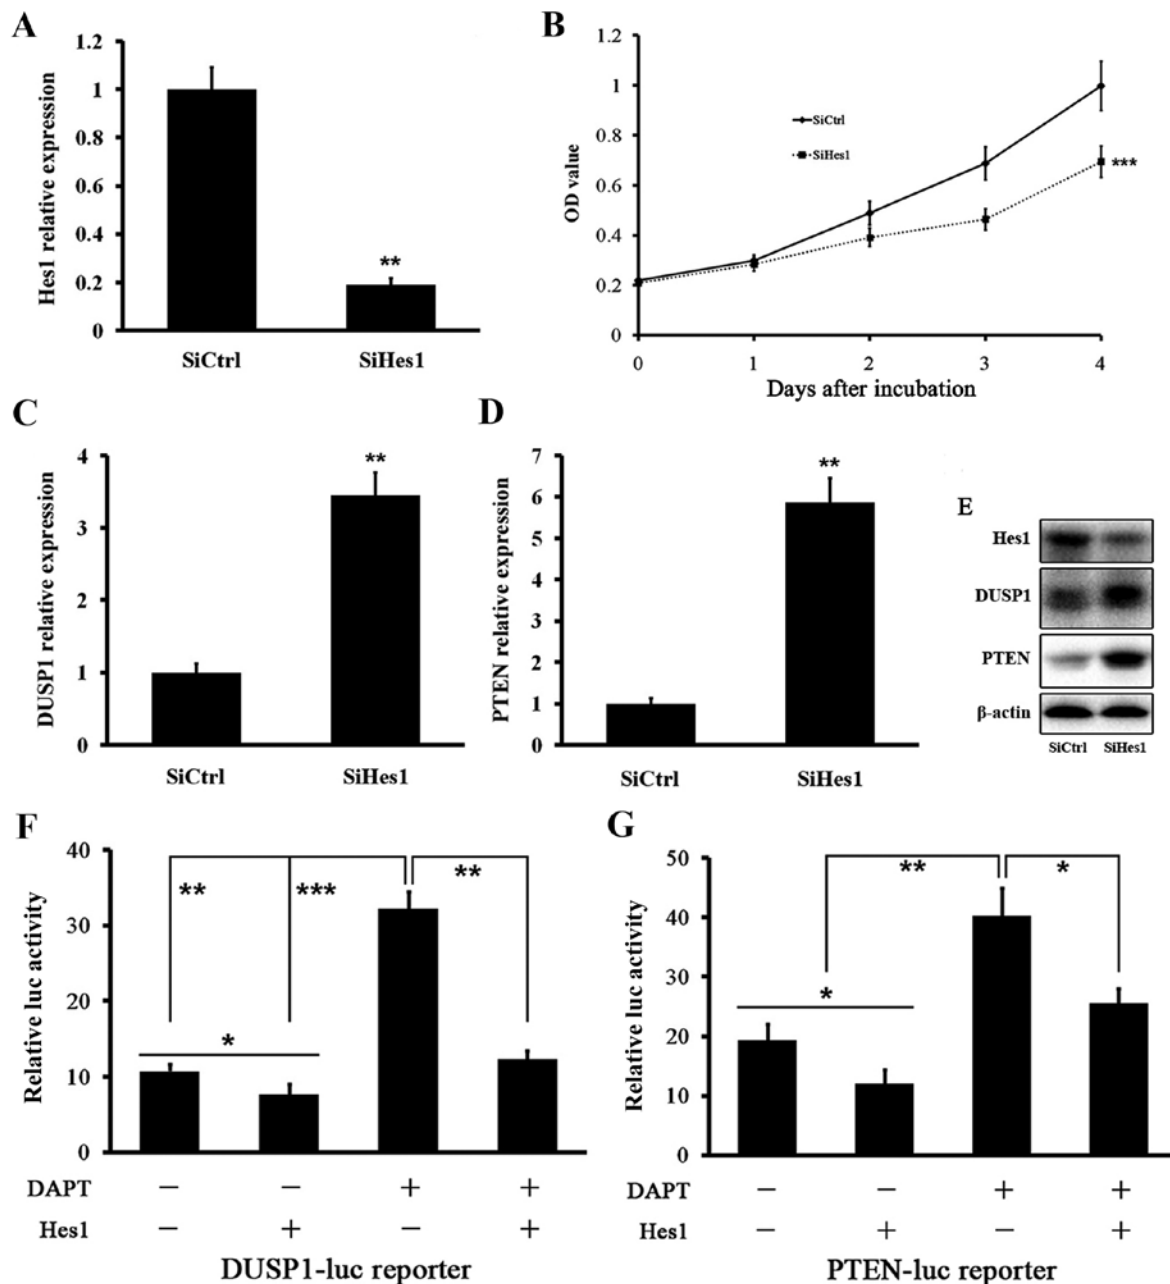 A
Hes1 relative expression
1.2
1
0.8
0.6
0.4
0.2
0
**
SiCtrl
SiHes1
B
OD value
1.2
1
0.8
0.6
0.4
0.2
0
SiCtrl
SiHes1
***
0 1 2 3 4
Days after incubation
C
DUSP1 relative expression
4
3
2
1
0
**
SiCtrl
SiHes1
D
PTEN relative expression
7
6
5
4
3
2
1
0
**
SiCtrl
SiHes1
E
Hes1
DUSP1
PTEN
β-actin
SiCtrl SiHes1
F
Relative luc activity
40
30
20
10
0
** *** **
*
DAPT − − + +
Hes1 − + − +
DUSP1-luc reporter
G
Relative luc activity
50
40
30
20
10
0
** *
*
DAPT − − + +
Hes1 − + − +
PTEN-luc reporter